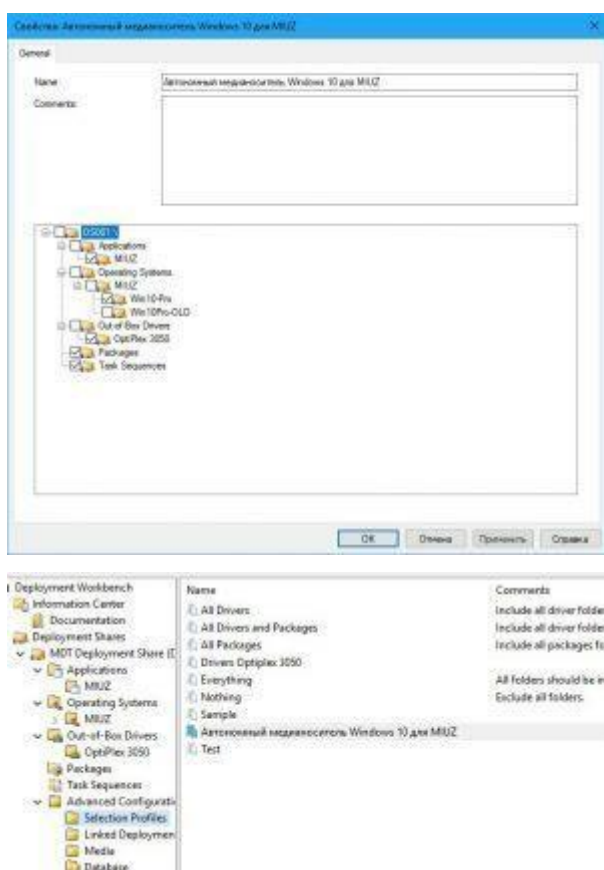 Свойства: Автономный медианоситель Windows 10 для MIUZ
General
Name
Автономный медианоситель Windows 10 для MIUZ
Comments:
DS001:\
Applications
MIUZ
Operating Systems
MIUZ
Win10-Pro
Win10Pro-OLD
Out-of-Box Drivers
OptiPlex 3050
Packages
Task Sequences
OK
Отмена
Применить
Справка
Deployment Workbench
Information Center
Documentation
Deployment Shares
MDT Deployment Share (D
Applications
MIUZ
Operating Systems
MIUZ
Out-of-Box Drivers
OptiPlex 3050
Packages
Task Sequences
Advanced Configurati
Selection Profiles
Linked Deploymen
Media
Database
Name
Comments
All Drivers
Include all driver folder
All Drivers and Packages
Include all driver folder
All Packages
Include all packages fo
Drivers Optiplex 3050
Everything
All folders should be in
Nothing
Exclude all folders.
Sample
Автономный медианоситель Windows 10 для MIUZ
Test